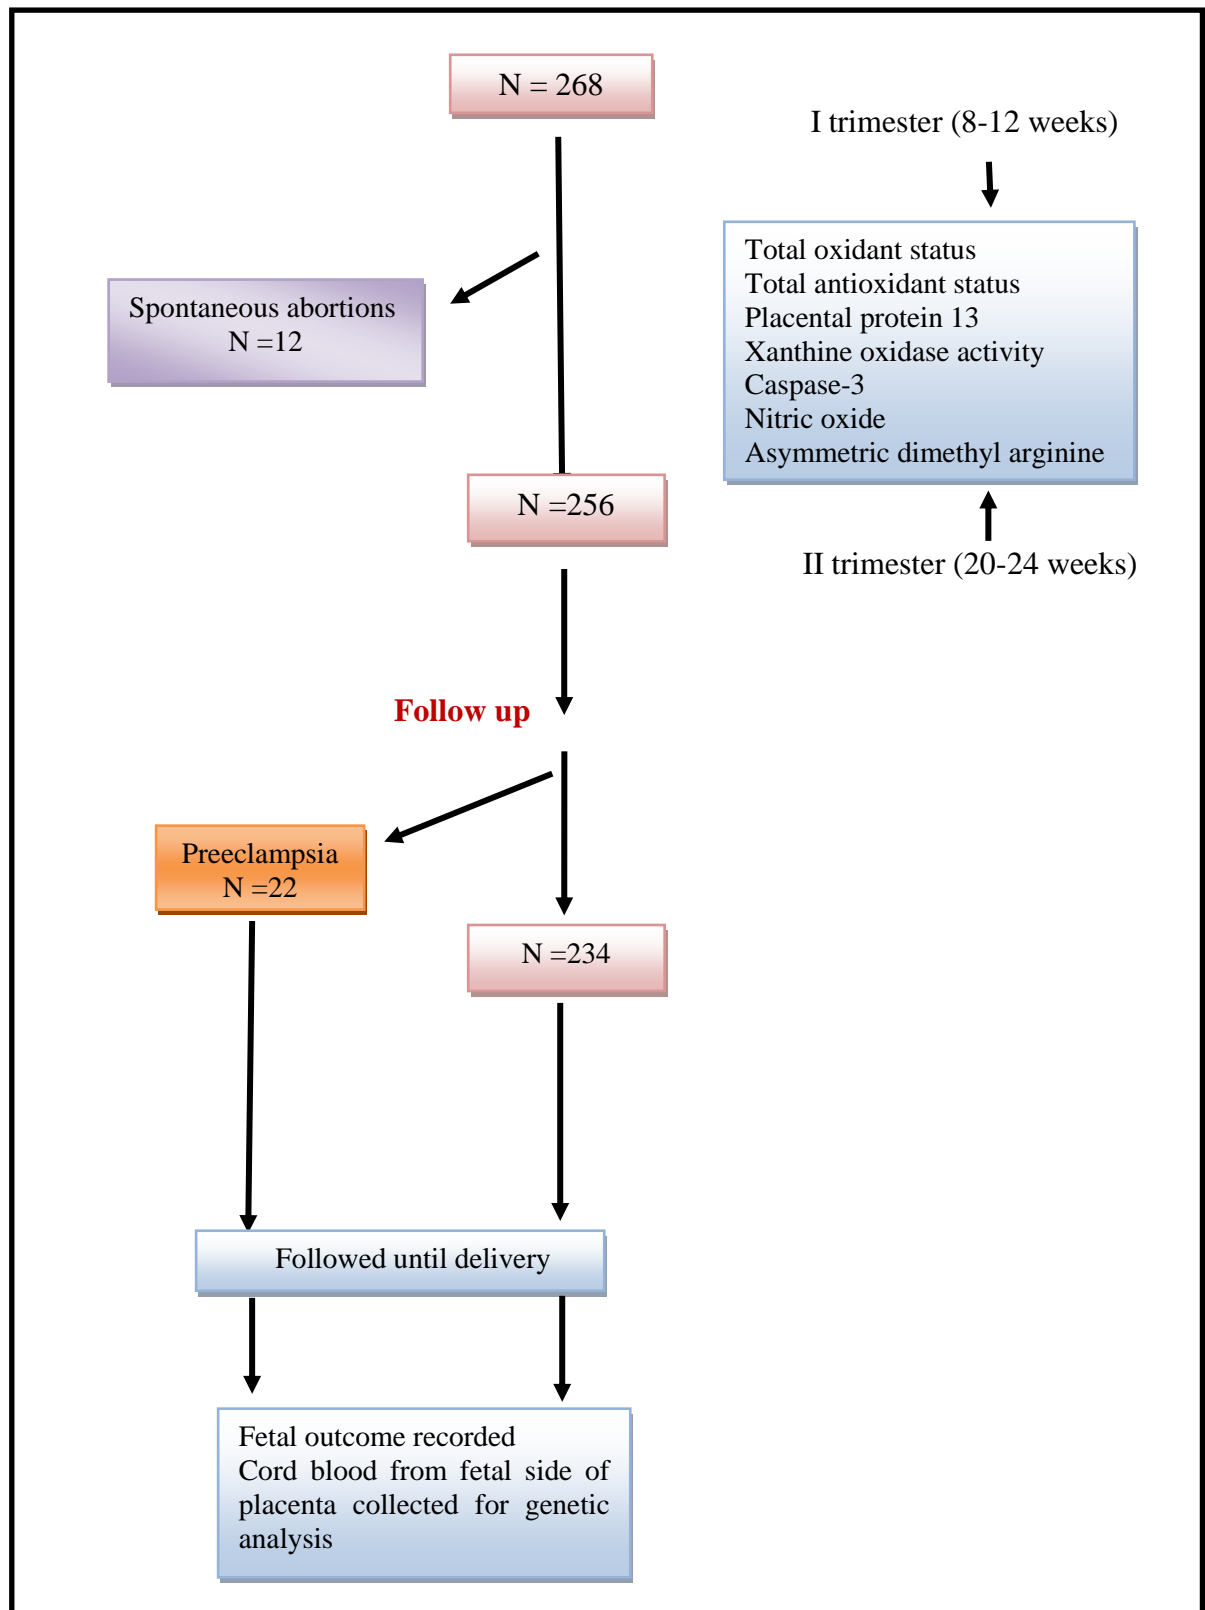 N = 268
I trimester (8-12 weeks)
Total oxidant status
Total antioxidant status
Placental protein 13
Xanthine oxidase activity
Caspase-3
Nitric oxide
Asymmetric dimethyl arginine
II trimester (20-24 weeks)
Spontaneous abortions
N =12
N =256
Follow up
Preeclampsia
N =22
N =234
Followed until delivery
Fetal outcome recorded
Cord blood from fetal side of
placenta collected for genetic
analysis